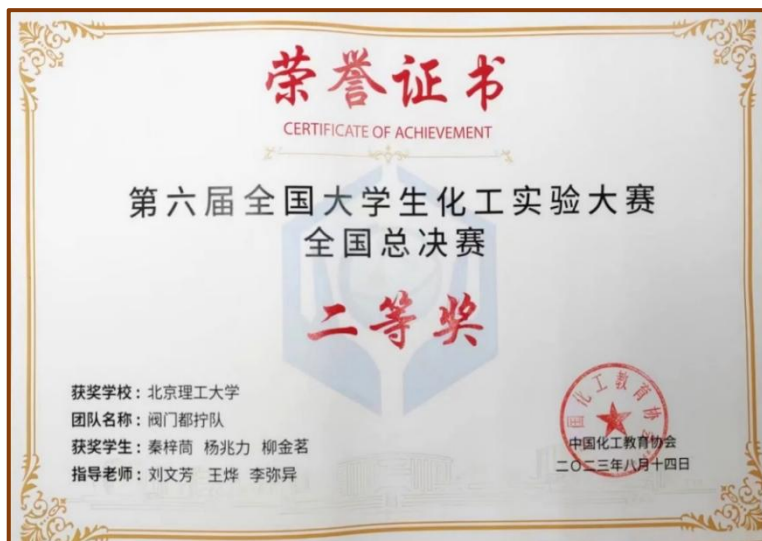 荣誉证书
CERTIFICATE OF ACHIEVEMENT
第六届全国大学生化工实验大赛
全国总决赛
二等奖
获奖学校：北京理工大学
团队名称：阀门都拧队
获奖学生：秦梓茼 杨兆力 柳金茗
指导老师：刘文芳 王烨 李弥异
中国化工教育协会
二〇二三年八月十四日